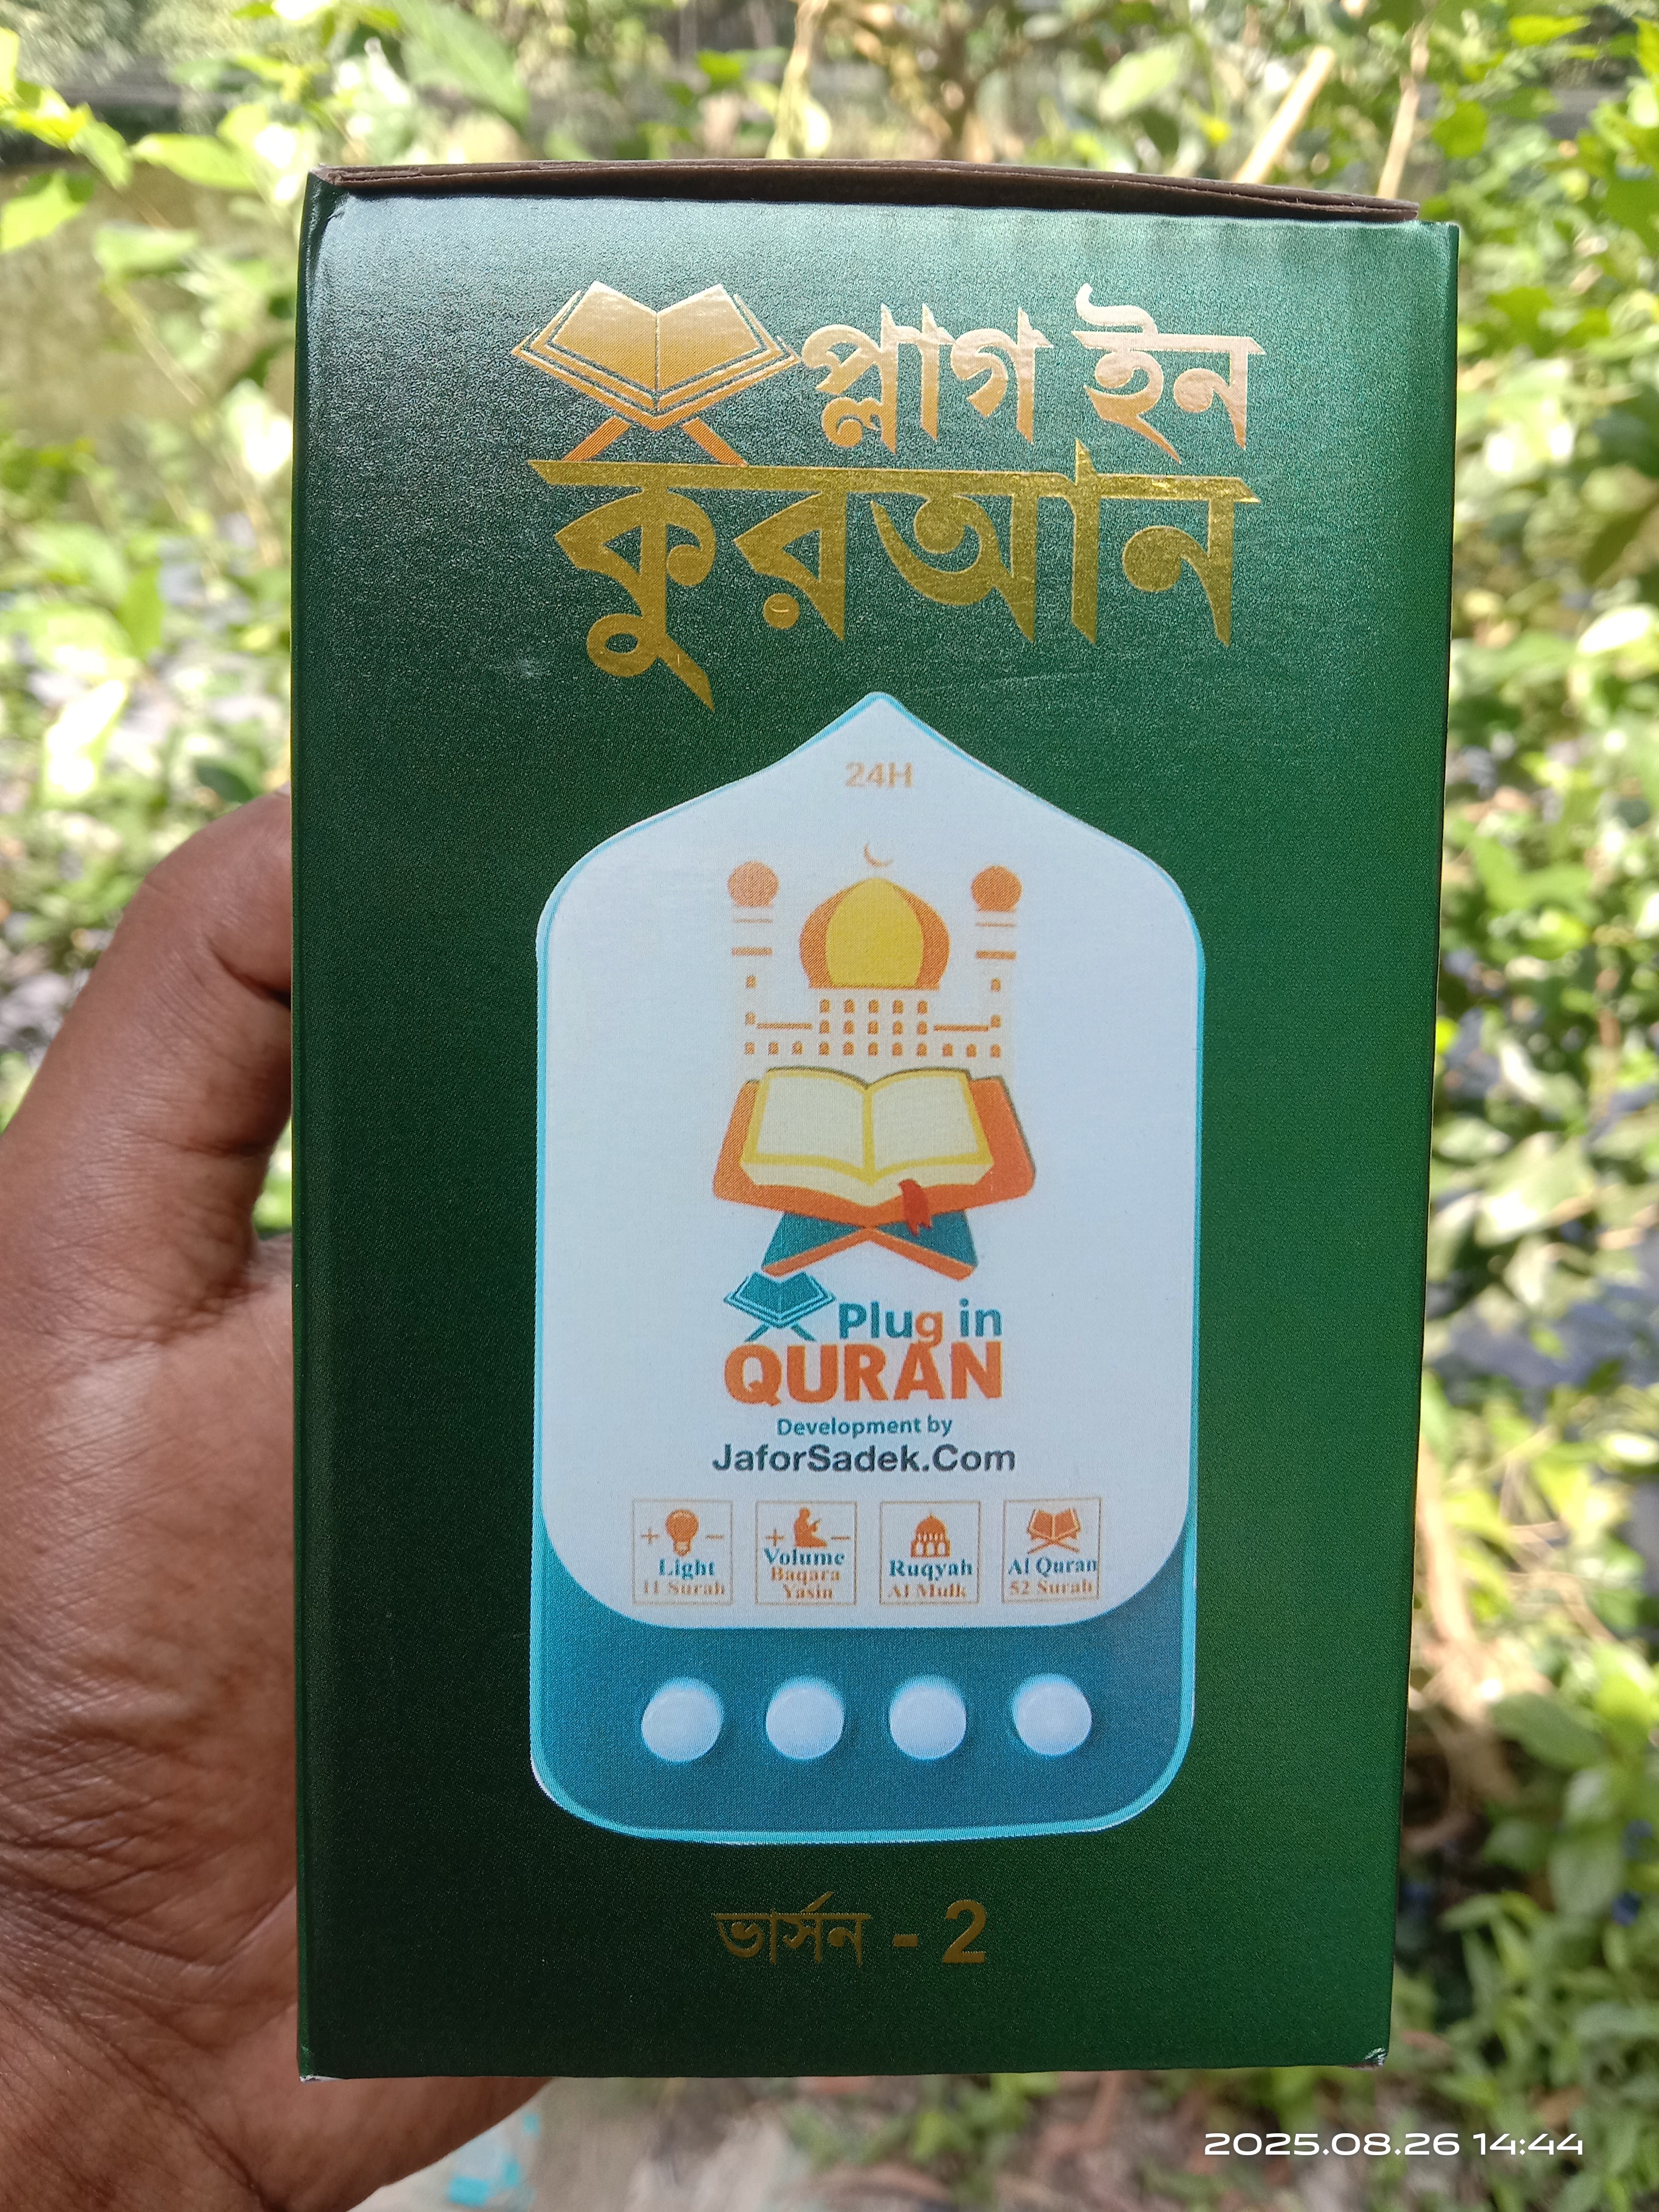 প্লাগ ইন
কুরআন
24H
Plug in
QURAN
Development by
JaforSadek.Com
+ - Light
11 Surah
+ - Volume
Baqara
Yasin
Ruqyah
Al Mulk
Al Quran
52 Surah
ভার্সন - 2
2025.08.26 14:44